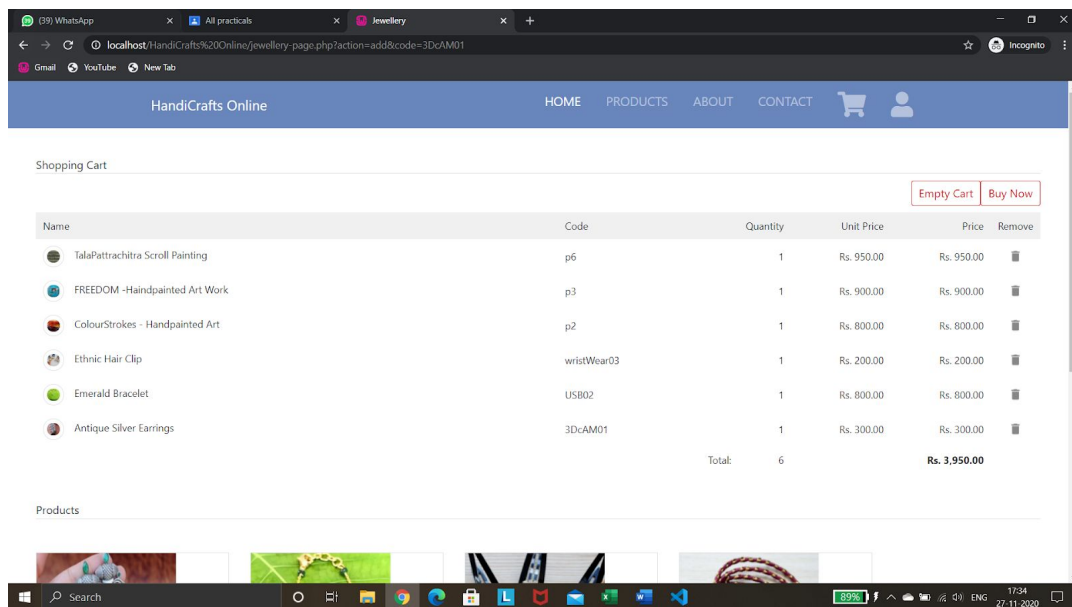 (39) WhatsApp
All practicals
Jewellery
localhost/HandiCrafts%20Online/jewellery-page.php?action=add&code=3DcAM01
Incognito
Gmail YouTube New Tab
HandiCrafts Online HOME PRODUCTS ABOUT CONTACT
Shopping Cart
Empty Cart Buy Now
Name Code Quantity Unit Price Price Remove
TalaPattrachitra Scroll Painting p6 1 Rs. 950.00 Rs. 950.00
FREEDOM -Haindpainted Art Work p3 1 Rs. 900.00 Rs. 900.00
ColourStrokes - Handpainted Art p2 1 Rs. 800.00 Rs. 800.00
Ethnic Hair Clip wristWear03 1 Rs. 200.00 Rs. 200.00
Emerald Bracelet USB02 1 Rs. 800.00 Rs. 800.00
Antique Silver Earrings 3DcAM01 1 Rs. 300.00 Rs. 300.00
Total: 6 Rs. 3,950.00
Products
Search
89%
ENG
17:34
27-11-2020